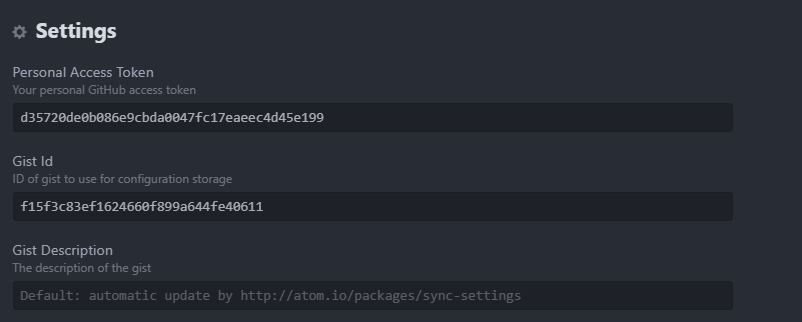 Settings
Personal Access Token
Your personal GitHub access token
d35720de0b086e9cbda0047fc17eaeec4d45e199
Gist Id
ID of gist to use for configuration storage
f15f3c83ef1624660f899a644fe40611
Gist Description
The description of the gist
Default: automatic update by http://atom.io/packages/sync-settings